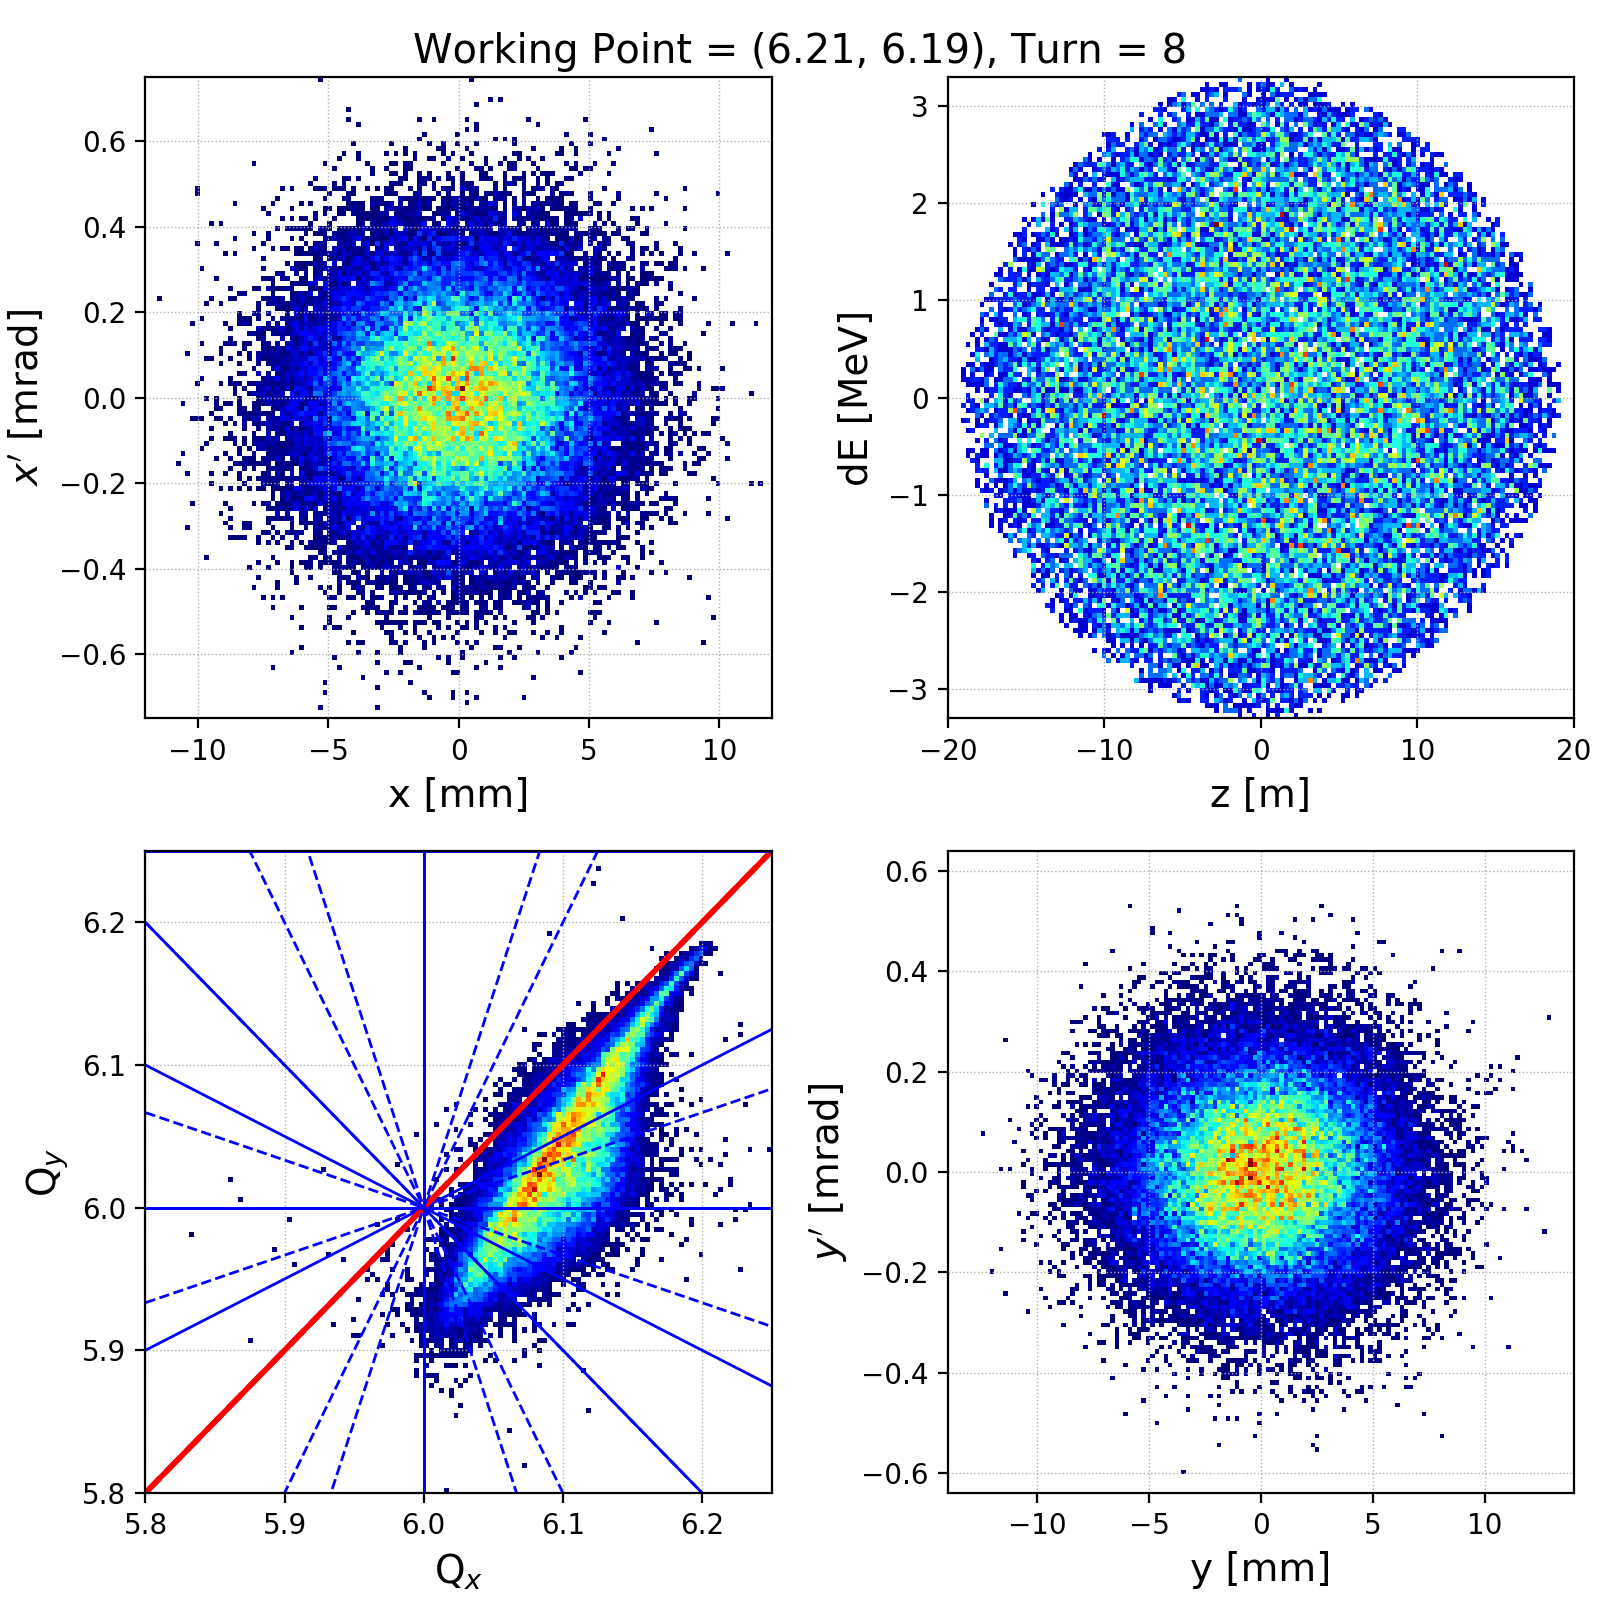 Working Point = (6.21, 6.19), Turn = 8
x′ [mrad]
0.6
0.4
0.2
0.0
−0.2
−0.4
−0.6
−10 −5 0 5 10
x [mm]
dE [MeV]
3
2
1
0
−1
−2
−3
−20 −10 0 10 20
z [m]
Qy
6.2
6.1
6.0
5.9
5.8
5.8 5.9 6.0 6.1 6.2
Qx
y′ [mrad]
0.6
0.4
0.2
0.0
−0.2
−0.4
−0.6
−10 −5 0 5 10
y [mm]